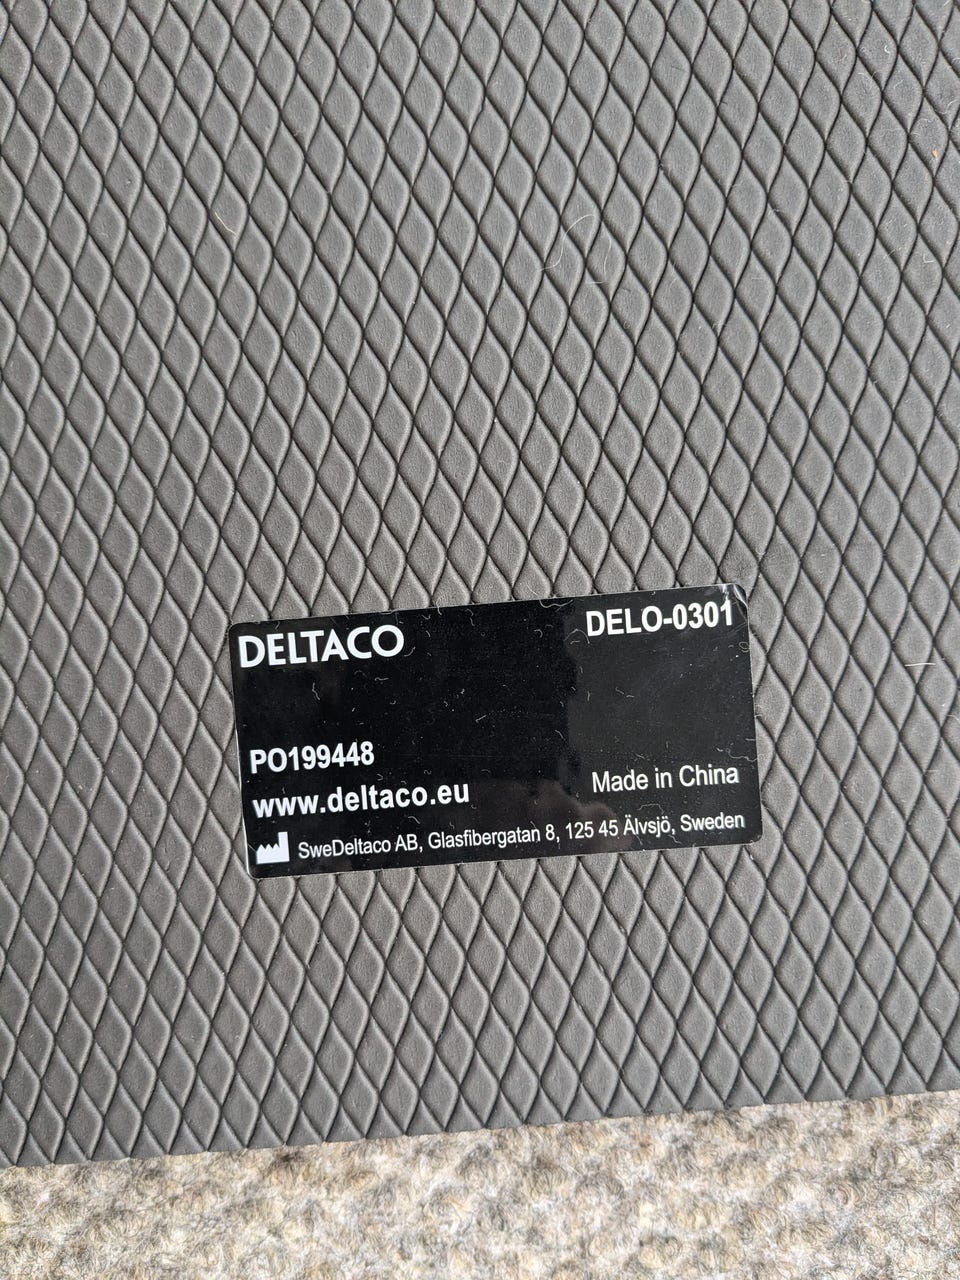 DELTACO
DELO-0301
PO199448
www.deltaco.eu
Made in China
SweDeltaco AB, Glasfibergatan 8, 125 45 Älvsjö, Sweden